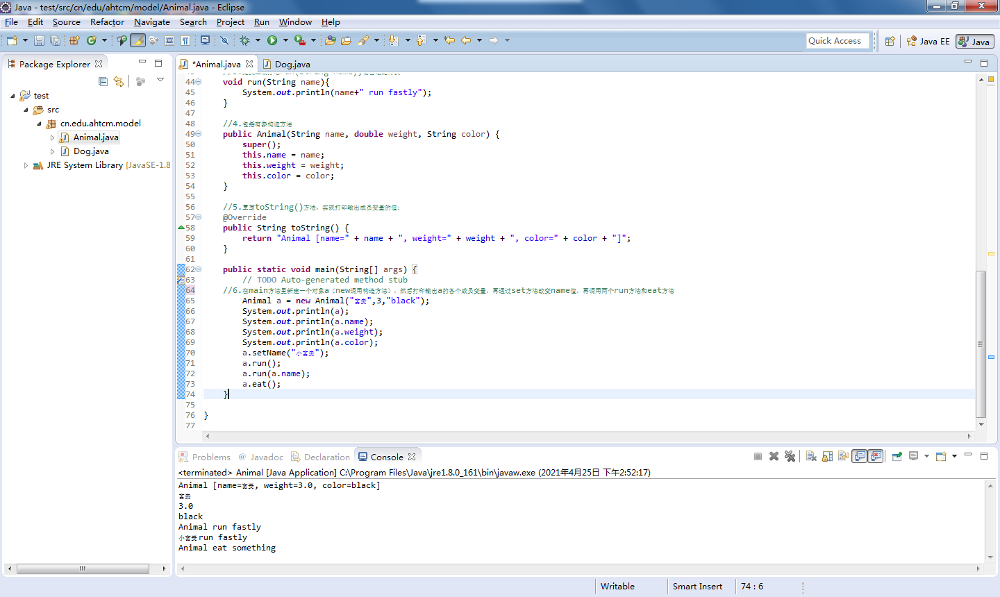 Java - test/src/cn/edu/ahtcm/model/Animal.java - Eclipse
File Edit Source Refactor Navigate Search Project Run Window Help
Quick Access
Java EE
Java
Package Explorer
*Animal.java
Dog.java
test
src
cn.edu.ahtcm.model
Animal.java
Dog.java
JRE System Library [JavaSE-1.8
44 void run(String name){
45 System.out.println(name+" run fastly");
46 }
47
48 //4.包括有参构造方法
49 public Animal(String name, double weight, String color) {
50 super();
51 this.name = name;
52 this.weight = weight;
53 this.color = color;
54 }
55
56 //5.重写toString()方法，实现打印输出成员变量的值;
57 @Override
58 public String toString() {
59 return "Animal [name=" + name + ", weight=" + weight + ", color=" + color + "]";
60 }
61
62 public static void main(String[] args) {
63 // TODO Auto-generated method stub
64 //6.在main方法里新建一个对象a（new调用构造方法），然后打印输出a的各个成员变量，再通过set方法改变name值，再调用两个run方法和eat方法
65 Animal a = new Animal("",3,"black");
66 System.out.println(a);
67 System.out.println(a.name);
68 System.out.println(a.weight);
69 System.out.println(a.color);
70 a.setName("小");
71 a.run();
72 a.run(a.name);
73 a.eat();
74 }
75
76 }
77
Problems
@ Javadoc
Declaration
Console
<terminated> Animal [Java Application] C:\Program Files\Java\jre1.8.0_161\bin\javaw.exe (2021年4月25日 下午2:52:17)
Animal [name=, weight=3.0, color=black]
3.0
black
Animal run fastly
小 run fastly
Animal eat something
Writable
Smart Insert
74 : 6